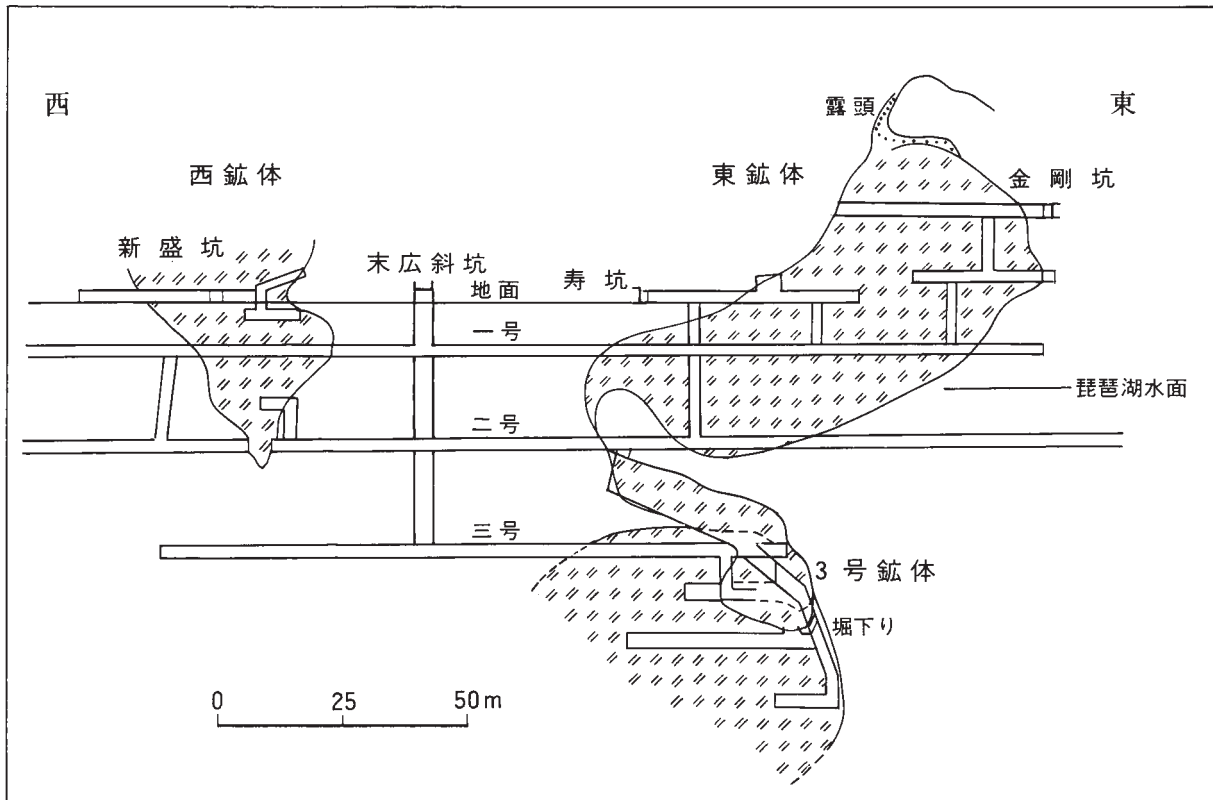 西
東
露頭
西鉱体
東鉱体
金剛坑
新盛坑
末広斜坑
地面
寿坑
一号
琵琶湖水面
二号
三号
3号鉱体
堀下り
0 25 50m